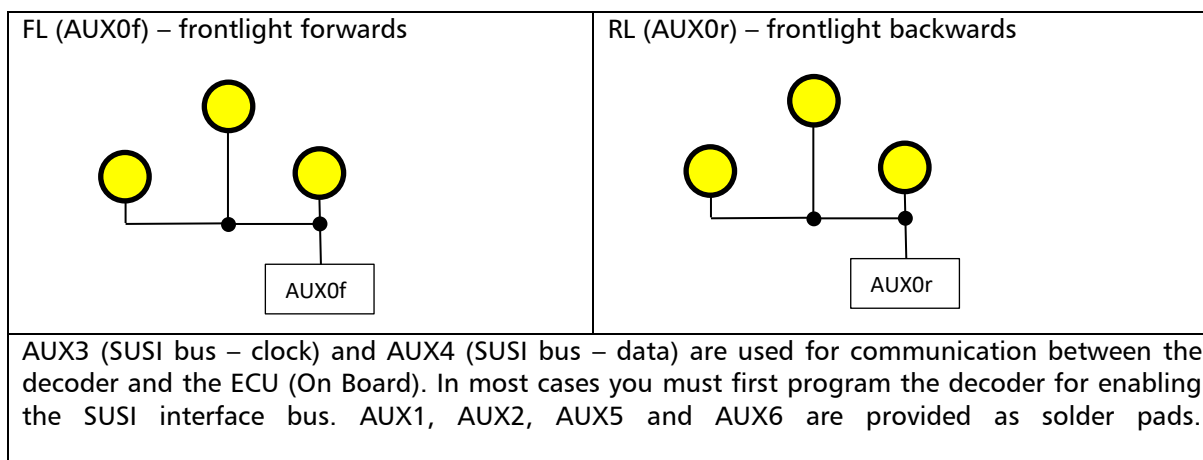 FL (AUX0f) – frontlight forwards
RL (AUX0r) – frontlight backwards
AUX0f
AUX0r
AUX3 (SUSI bus – clock) and AUX4 (SUSI bus – data) are used for communication between the
decoder and the ECU (On Board). In most cases you must first program the decoder for enabling
the SUSI interface bus. AUX1, AUX2, AUX5 and AUX6 are provided as solder pads.